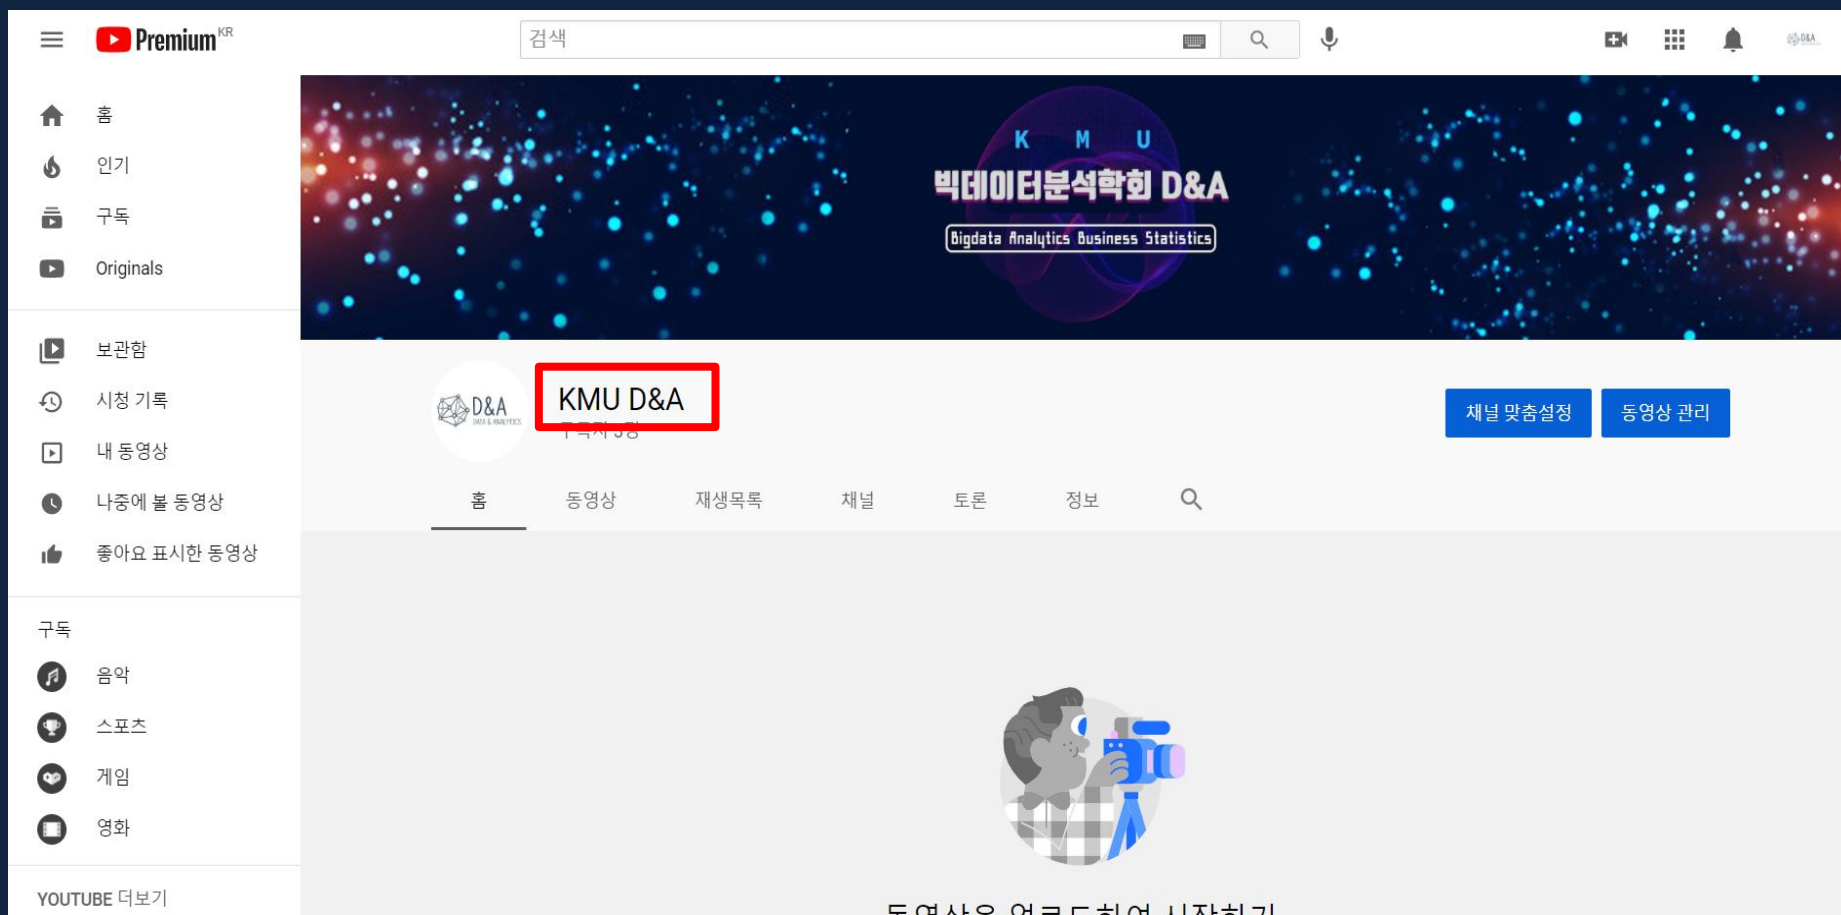 Premium KR
검색
D&A
홈
인기
구독
Originals
보관함
시청 기록
내 동영상
나중에 볼 동영상
좋아요 표시한 동영상
구독
음악
스포츠
게임
영화
YOUTUBE 더보기
K M U
빅데이터분석학회 D&A
Bigdata Analytics Business Statistics
D&A
DATA & ANALYTICS
KMU D&A
채널 맞춤설정
동영상 관리
홈 동영상 재생목록 채널 토론 정보